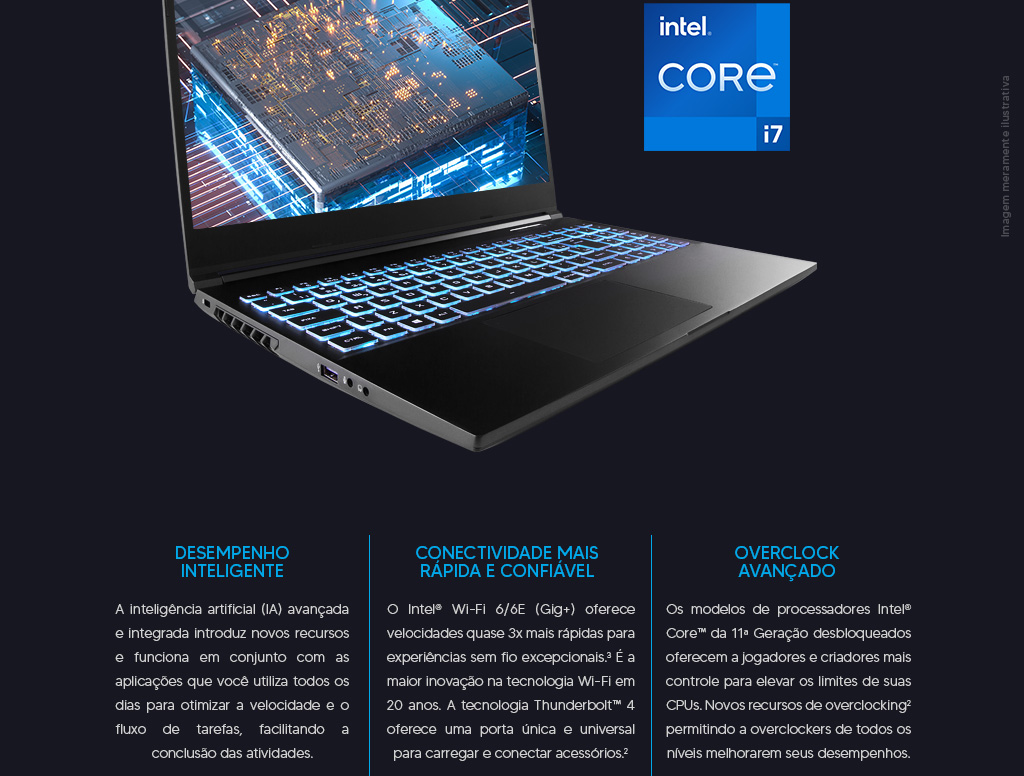 intel.
CORE™
i7
Imagem meramente ilustrativa
DESEMPENHO
INTELIGENTE
A inteligência artificial (IA) avançada
e integrada introduz novos recursos
e funciona em conjunto com as
aplicações que você utiliza todos os
dias para otimizar a velocidade e o
fluxo de tarefas, facilitando a
conclusão das atividades.
CONECTIVIDADE MAIS
RÁPIDA E CONFIÁVEL
O Intel® Wi-Fi 6/6E (Gig+) oferece
velocidades quase 3x mais rápidas para
experiências sem fio excepcionais.³ É a
maior inovação na tecnologia Wi-Fi em
20 anos. A tecnologia Thunderbolt™ 4
oferece uma porta única e universal
para carregar e conectar acessórios.²
OVERCLOCK
AVANÇADO
Os modelos de processadores Intel®
Core™ da 11ª Geração desbloqueados
oferecem a jogadores e criadores mais
controle para elevar os limites de suas
CPUs. Novos recursos de overclocking²
permitindo a overclockers de todos os
níveis melhorarem seus desempenhos.